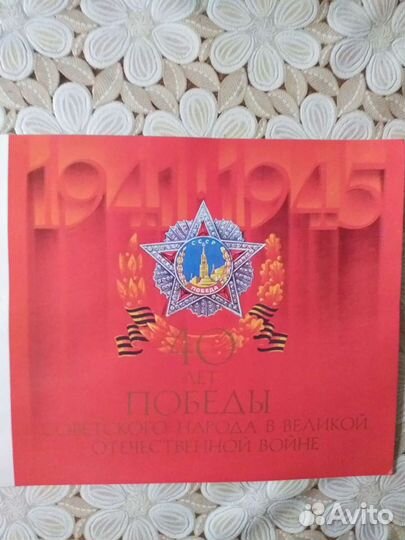 1941·1945
СССР
ПОБЕДА
40
ЛЕТ
ПОБЕДЫ
СОВЕТСКОГО НАРОДА В ВЕЛИКОЙ
ОТЕЧЕСТВЕННОЙ ВОЙНЕ
Avito